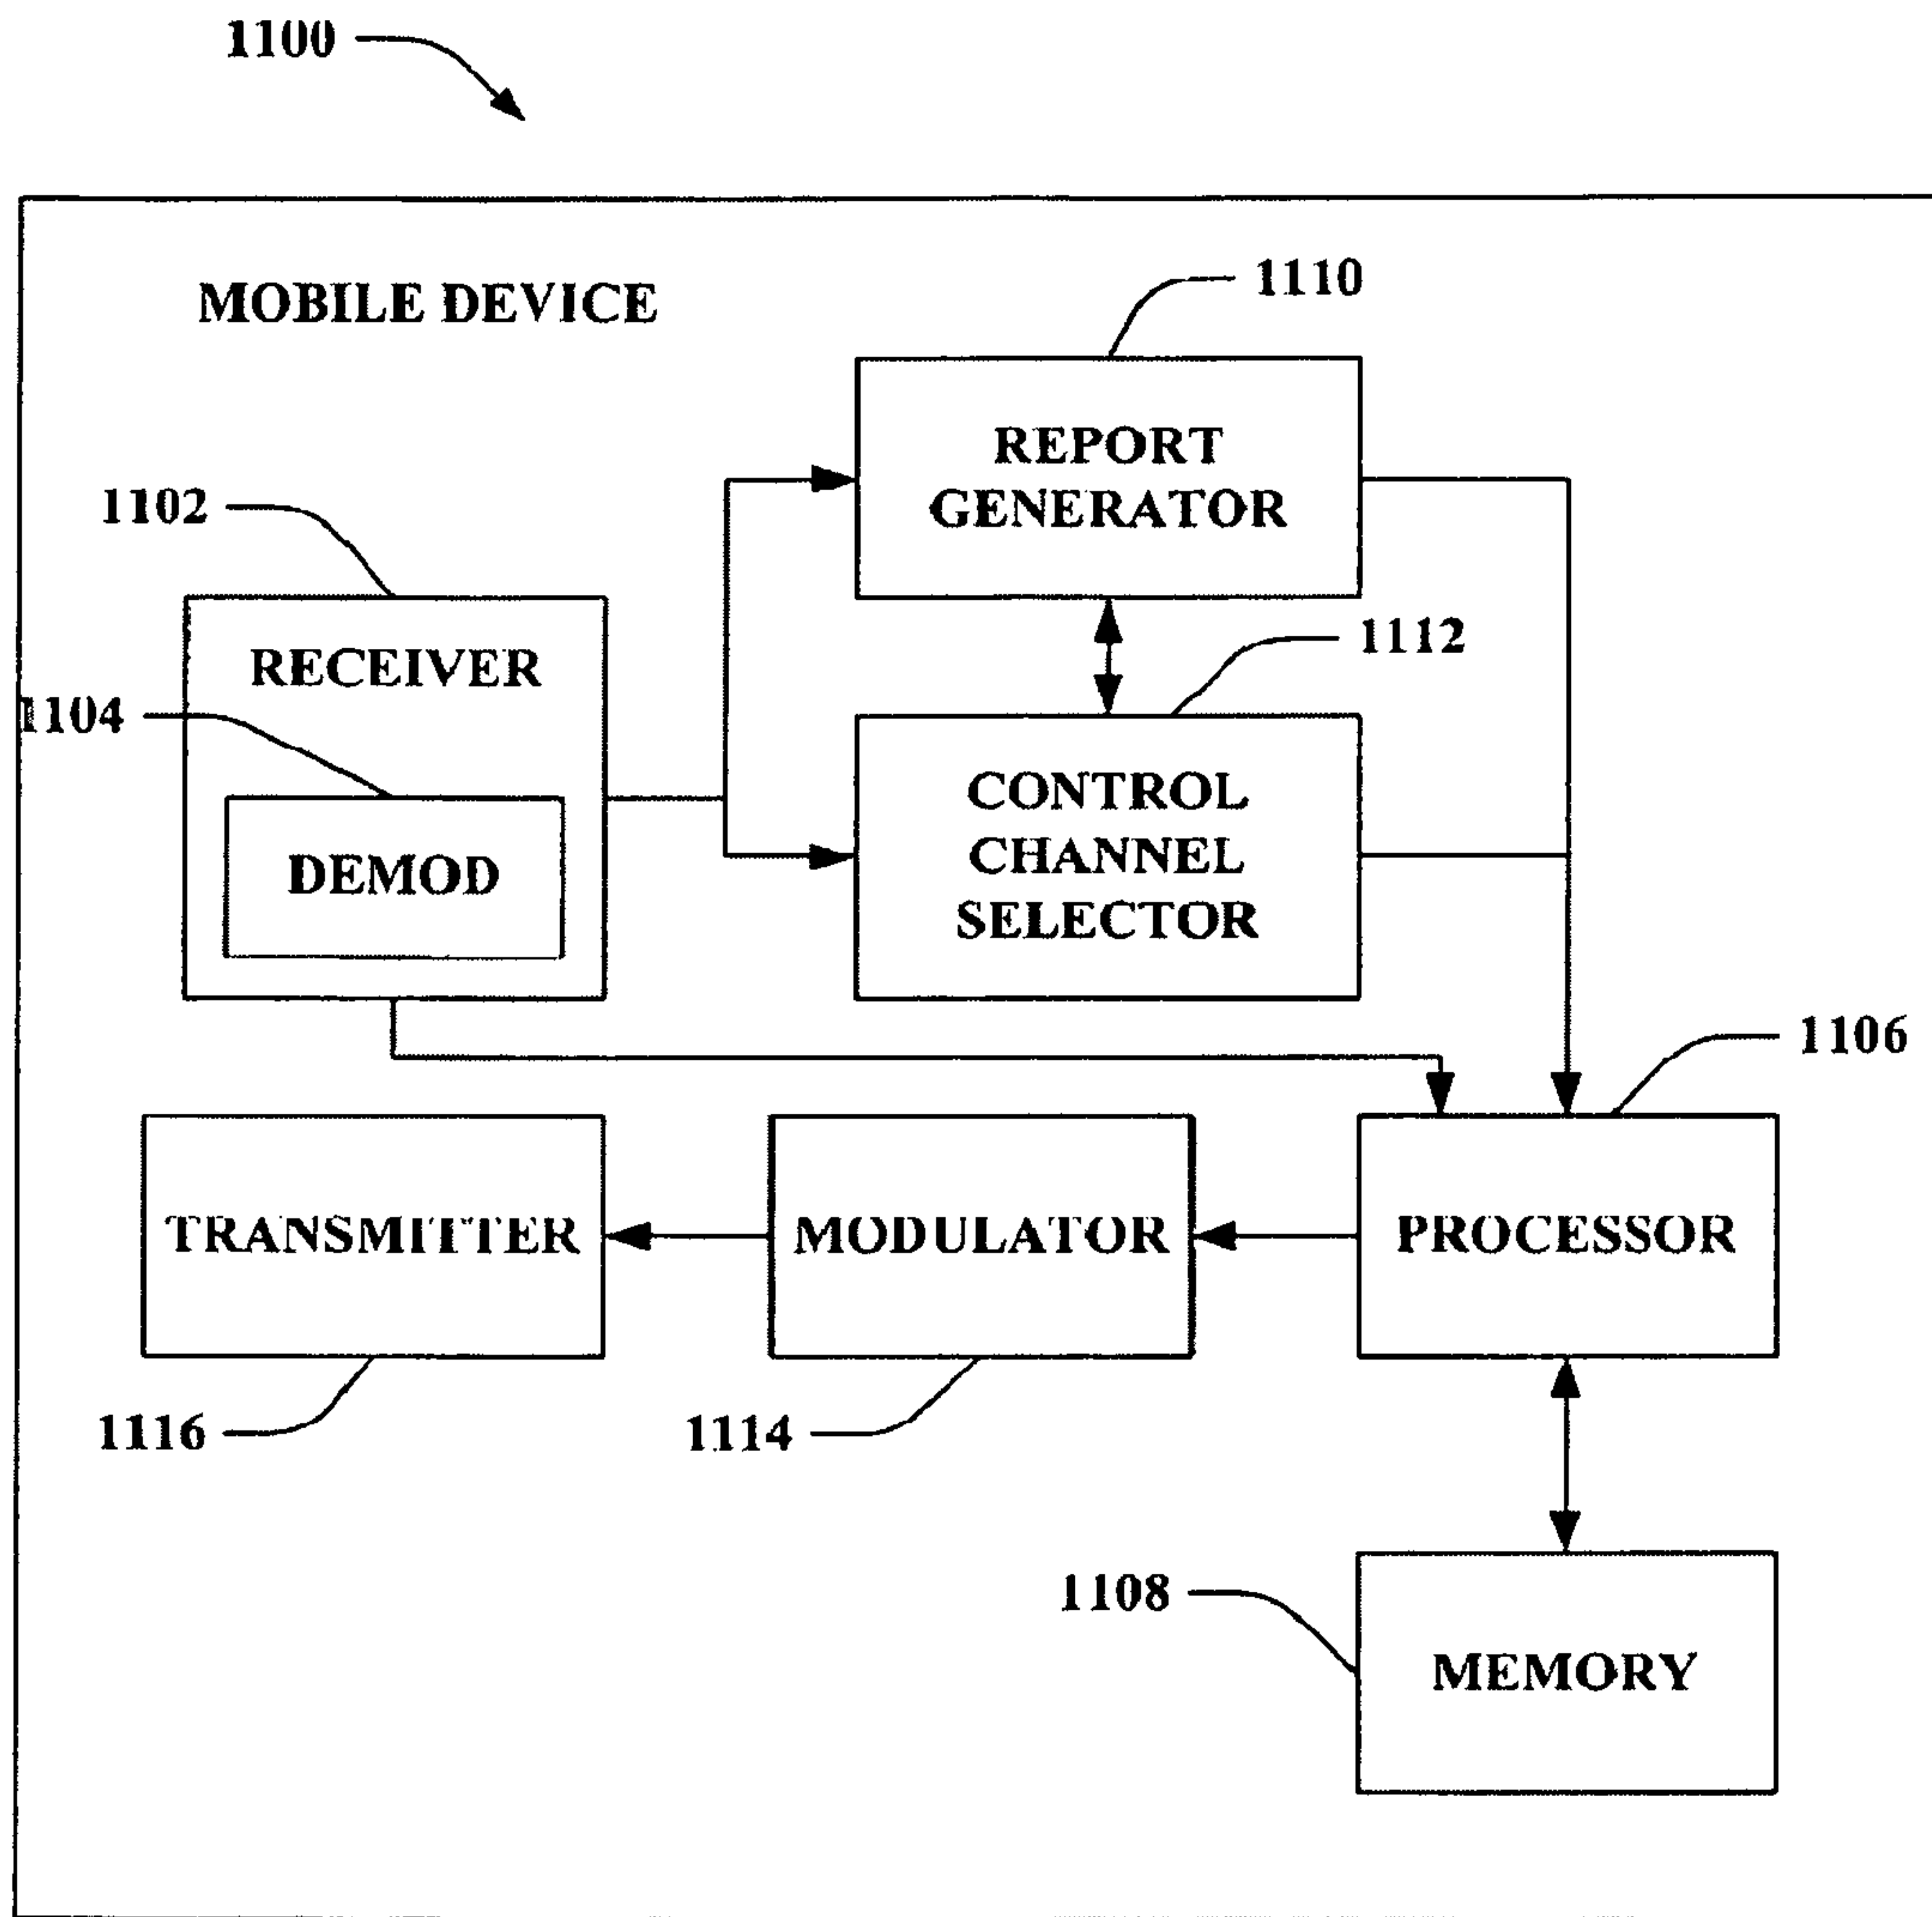 1100
MOBILE DEVICE
1110
REPORT
GENERATOR
1102
1112
RECEIVER
1104
CONTROL
CHANNEL
SELECTOR
DEMOD
1106
TRANSMITTER
MODULATOR
PROCESSOR
1116
1114
1108
MEMORY